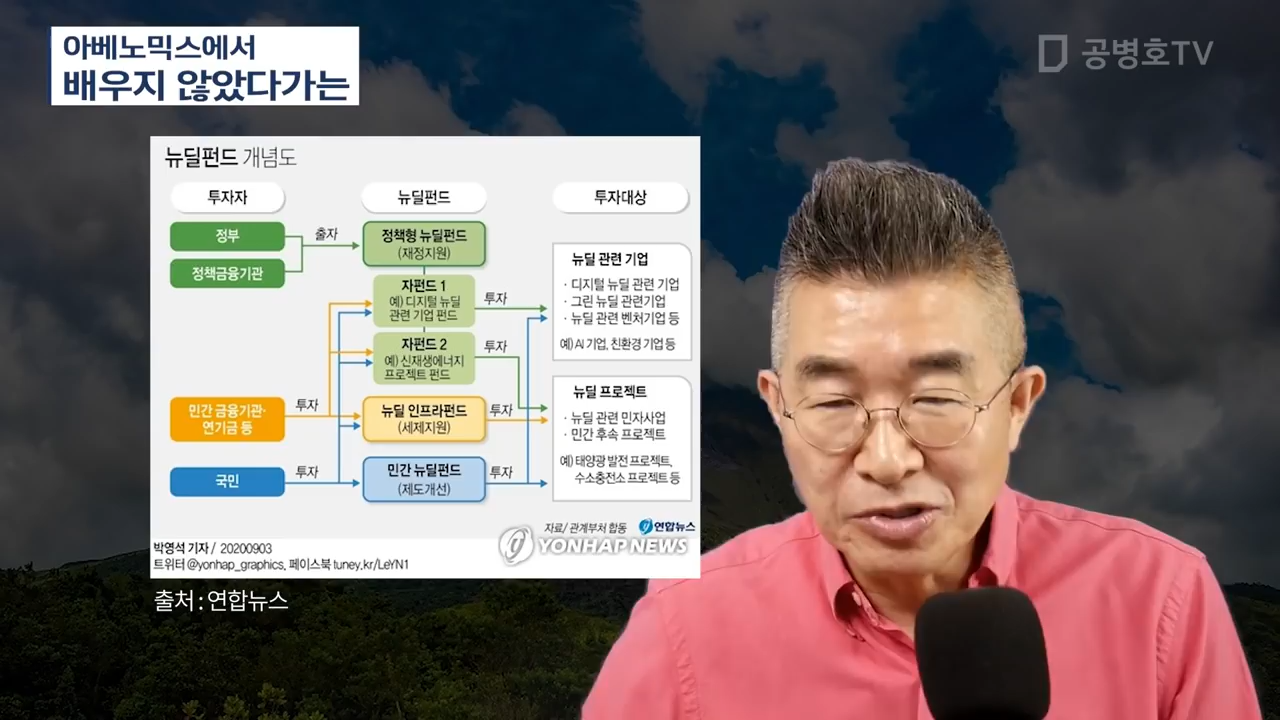 아베노믹스에서
배우지 않았다가는
공병호TV
뉴딜펀드 개념도
투자자
뉴딜펀드
투자대상
정부
정책금융기관
출자
정책형 뉴딜펀드
(재정지원)
자펀드 1
예) 디지털 뉴딜
관련 기업 펀드
투자
자펀드 2
예) 신재생에너지
프로젝트 펀드
투자
민간 금융기관·
연기금 등
투자
뉴딜 인프라펀드
(세제지원)
투자
국민
투자
민간 뉴딜펀드
(제도개선)
투자
뉴딜 관련 기업
· 디지털 뉴딜 관련 기업
· 그린 뉴딜 관련기업
· 뉴딜 관련 벤처기업 등
예) AI 기업, 친환경 기업 등
뉴딜 프로젝트
· 뉴딜 관련 민자사업
· 민간 후속 프로젝트
예) 태양광 발전 프로젝트,
수소충전소 프로젝트 등
자료/ 관계부처 합동
연합뉴스
YONHAP NEWS
박영석 기자 / 20200903
트위터 @yonhap_graphics, 페이스북 tuney.kr/LeYN1
출처 : 연합뉴스